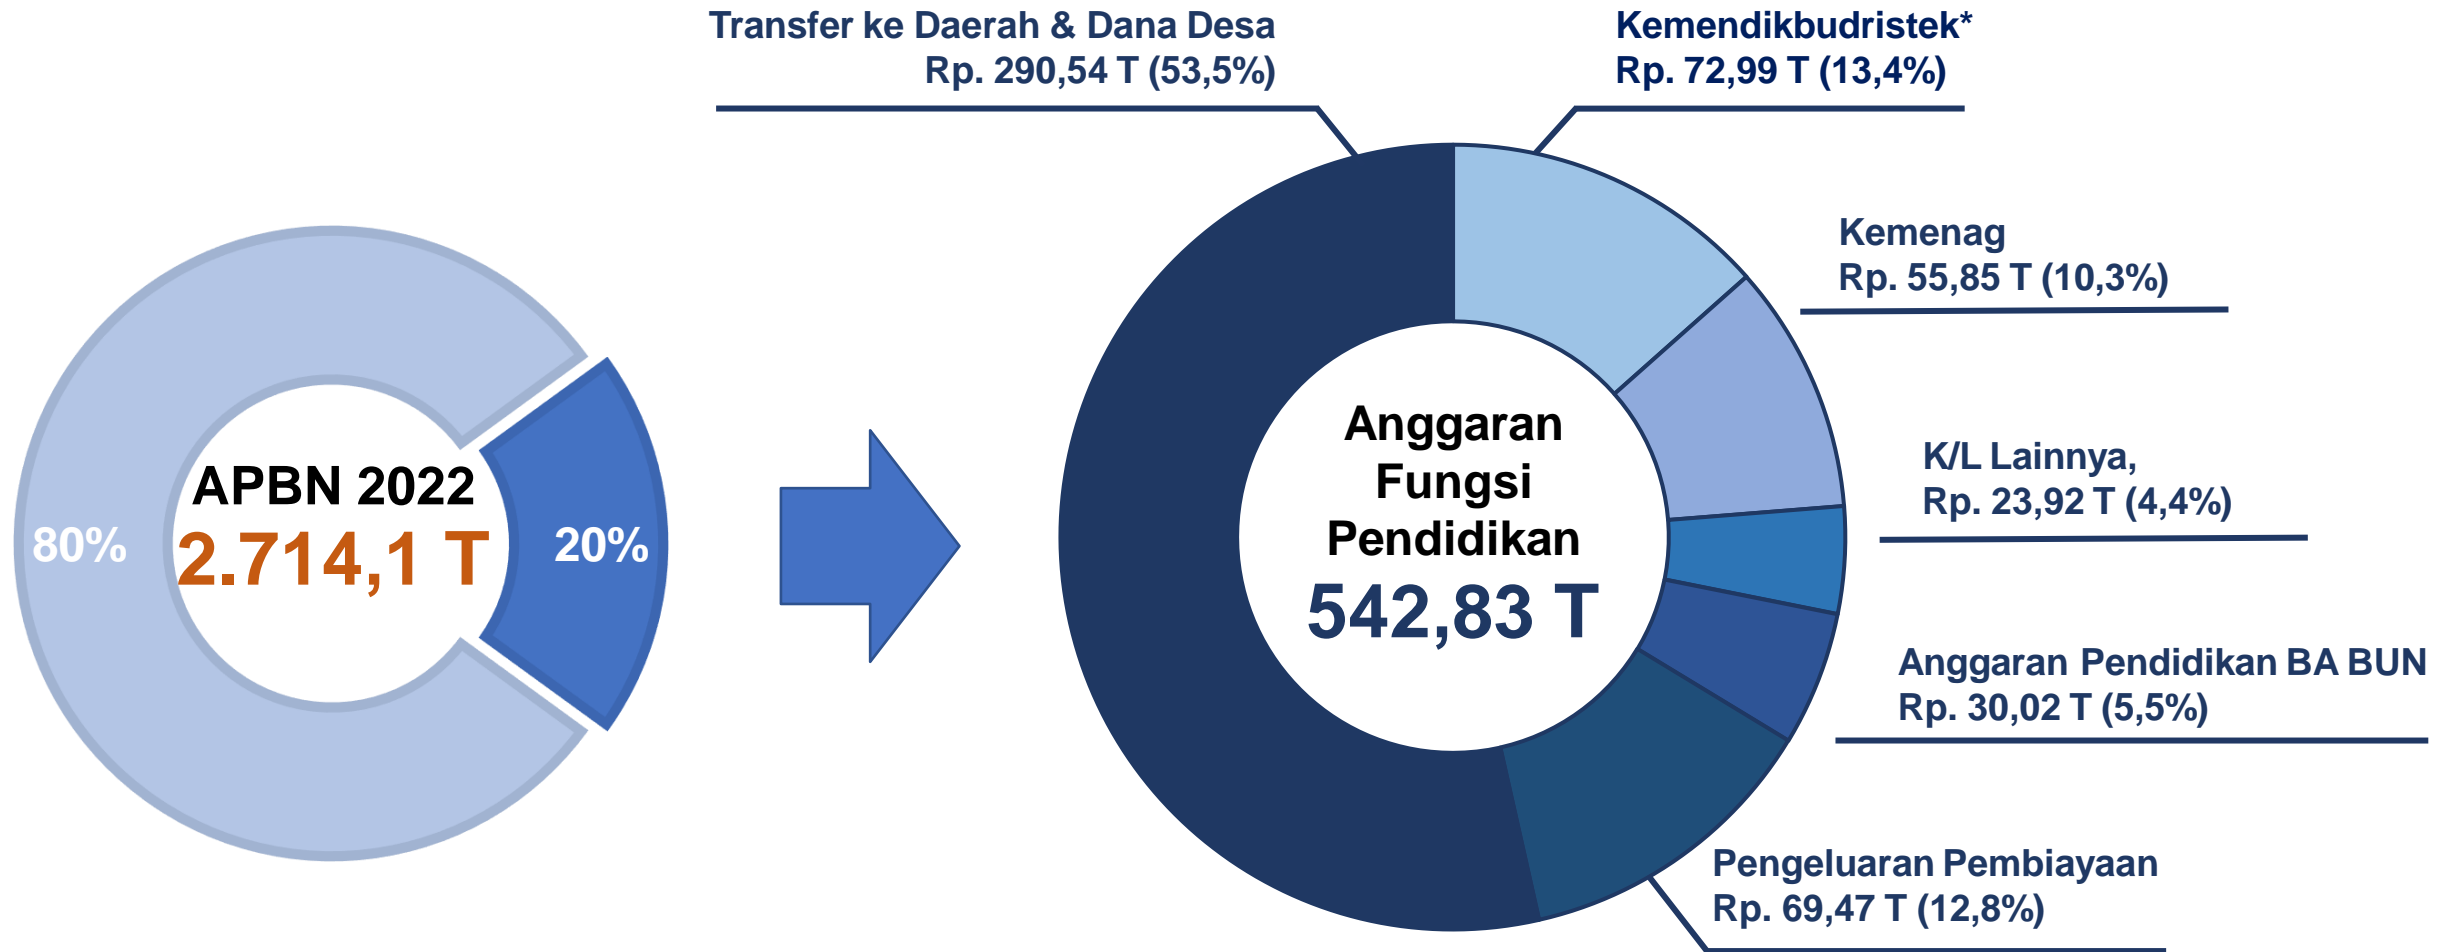 Transfer ke Daerah & Dana Desa
Rp. 290,54 T (53,5%)
Kemendikbudristek*
Rp. 72,99 T (13,4%)
Kemenag
Rp. 55,85 T (10,3%)
K/L Lainnya,
Rp. 23,92 T (4,4%)
Anggaran Pendidikan BA BUN
Rp. 30,02 T (5,5%)
Pengeluaran Pembiayaan
Rp. 69,47 T (12,8%)
APBN 2022
2.714,1 T
80%
20%
Anggaran
Fungsi
Pendidikan
542,83 T